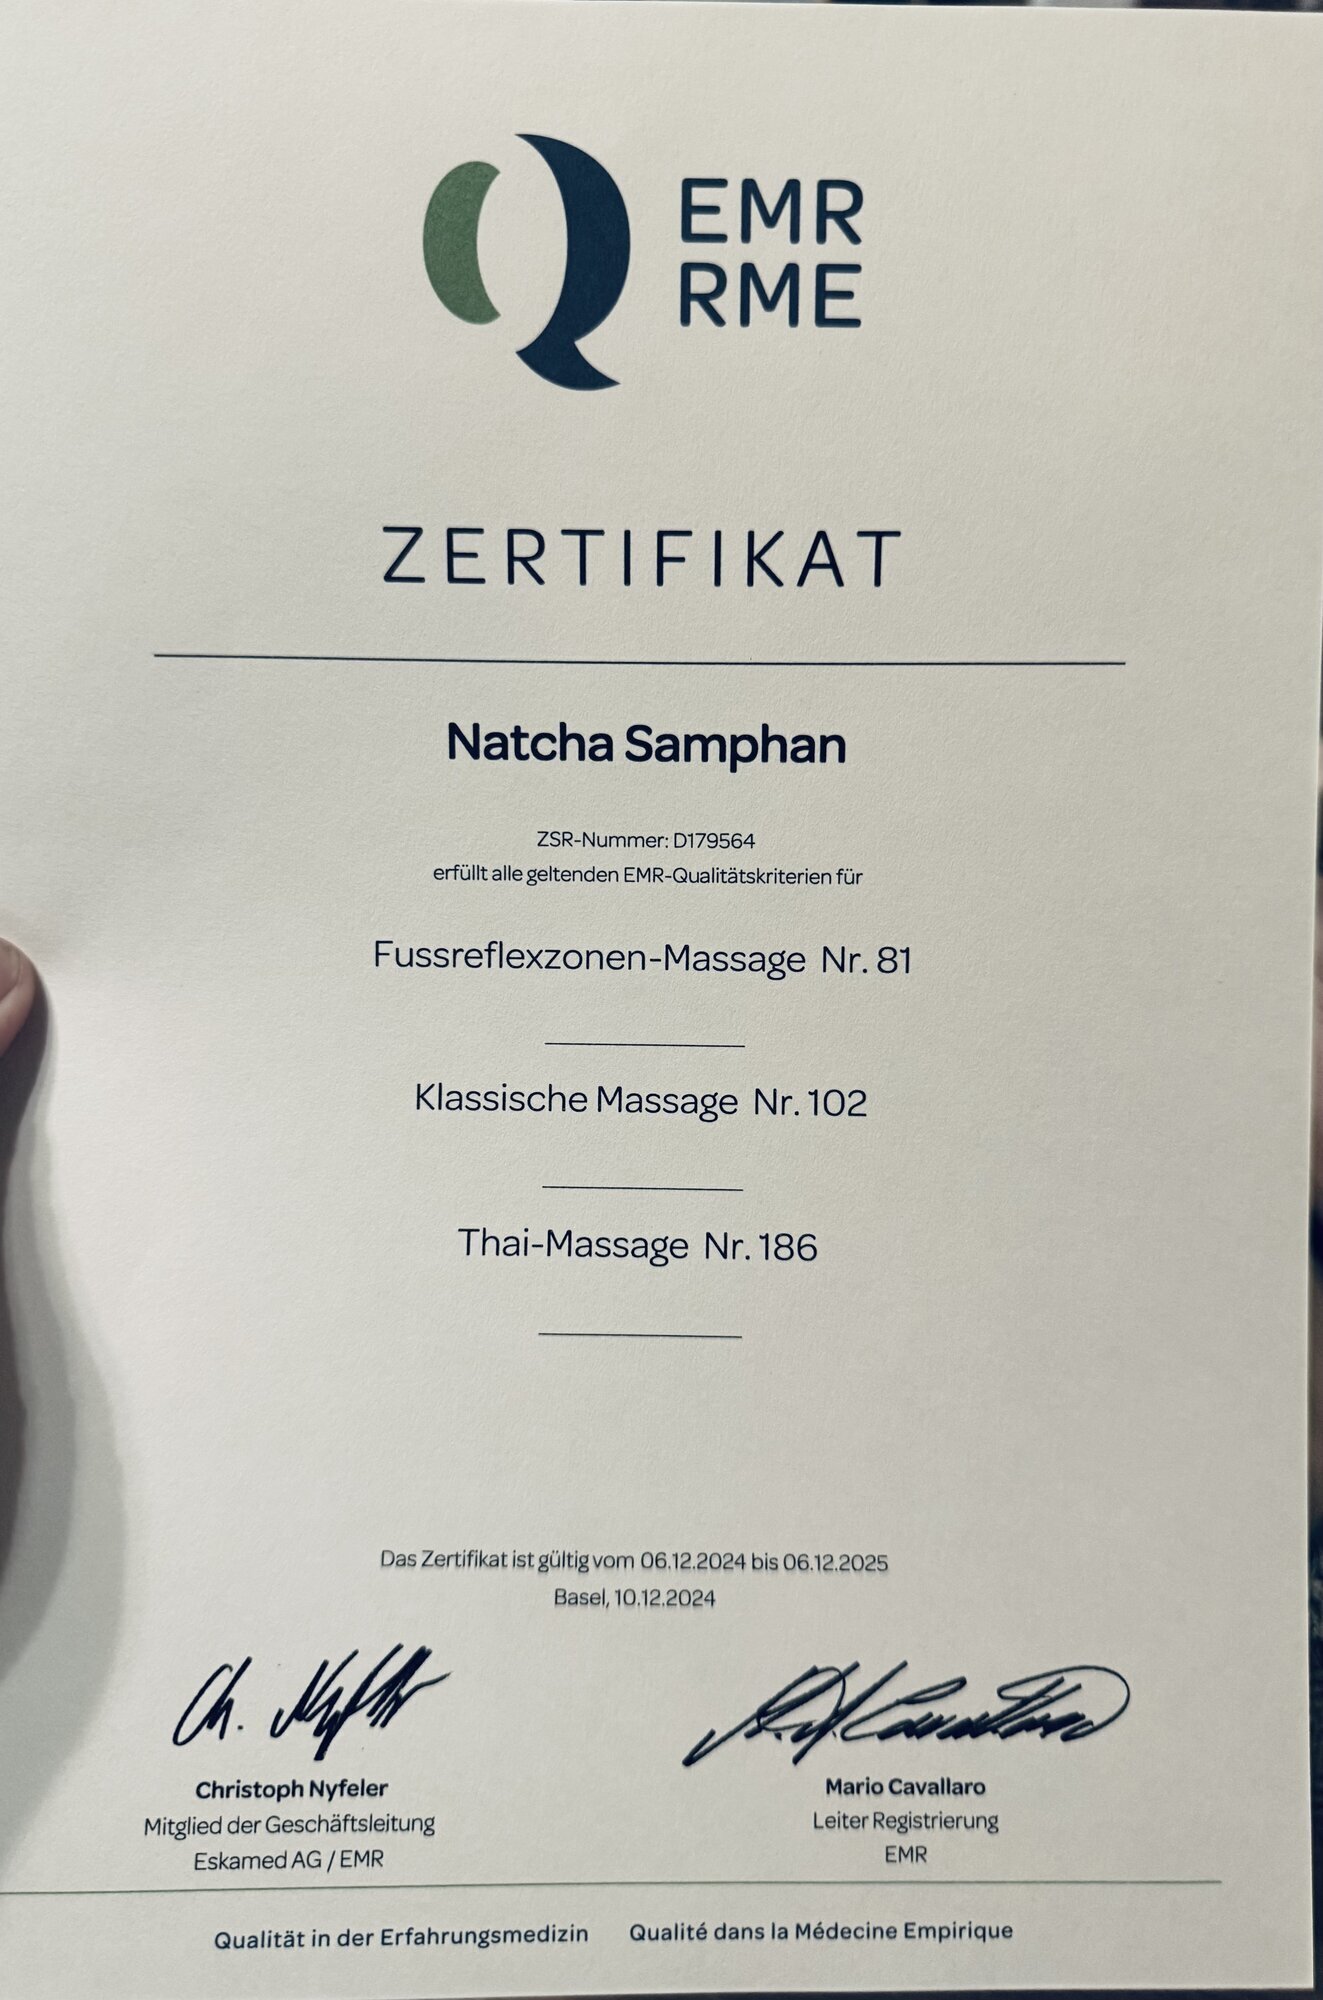 EMR
RME
ZERTIFIKAT
Natcha Samphan
ZSR-Nummer: D179564
erfüllt alle geltenden EMR-Qualitätskriterien für
Fussreflexzonen-Massage Nr. 81
Klassische Massage Nr. 102
Thai-Massage Nr. 186
Das Zertifikat ist gültig vom 06.12.2024 bis 06.12.2025
Basel, 10.12.2024
Christoph Nyfeler
Mitglied der Geschäftsleitung
Eskamed AG / EMR
Mario Cavallaro
Leiter Registrierung
EMR
Qualität in der Erfahrungsmedizin Qualité dans la Médecine Empirique